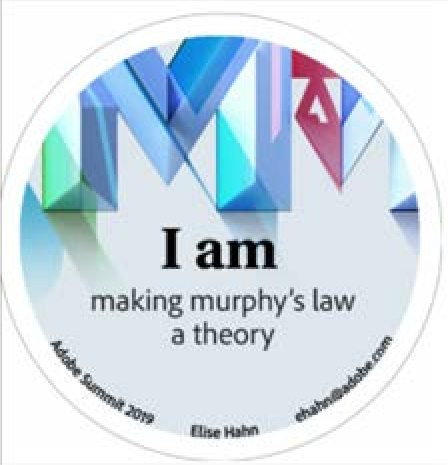 I am
making murphy's law
a theory
Adobe Summit 2019
Elise Hahn
ehahn@adobe.com